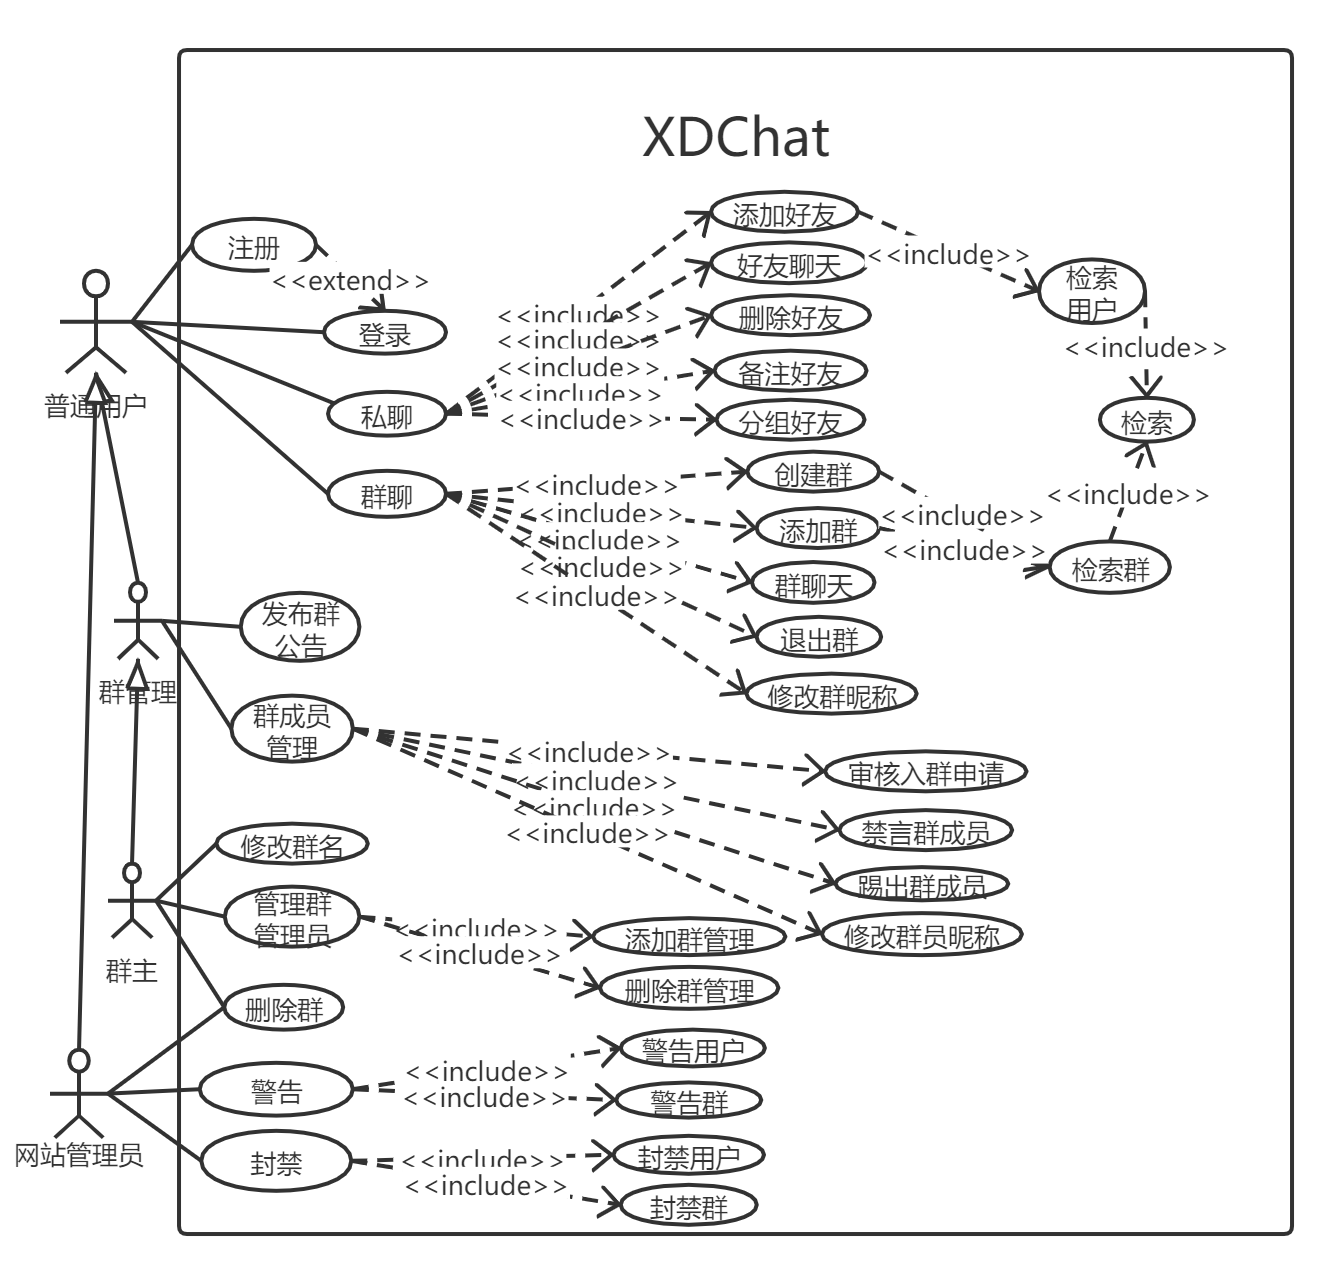 XDChat
注册
<<extend>>
登录
私聊
群聊
普通用户
<<include>>
<<include>>
<<include>>
<<include>>
<<include>>
添加好友
好友聊天
删除好友
备注好友
分组好友
<<include>>
检索
用户
<<include>>
检索
<<include>>
<<include>>
<<include>>
<<include>>
<<include>>
<<include>>
创建群
添加群
群聊天
退出群
修改群昵称
<<include>>
<<include>>
检索群
群管理
发布群
公告
群成员
管理
<<include>>
<<include>>
<<include>>
<<include>>
审核入群申请
禁言群成员
踢出群成员
修改群员昵称
群主
修改群名
管理群
管理员
删除群
<<include>>
<<include>>
添加群管理
删除群管理
网站管理员
警告
<<include>>
<<include>>
警告用户
警告群
封禁
<<include>>
<<include>>
封禁用户
封禁群